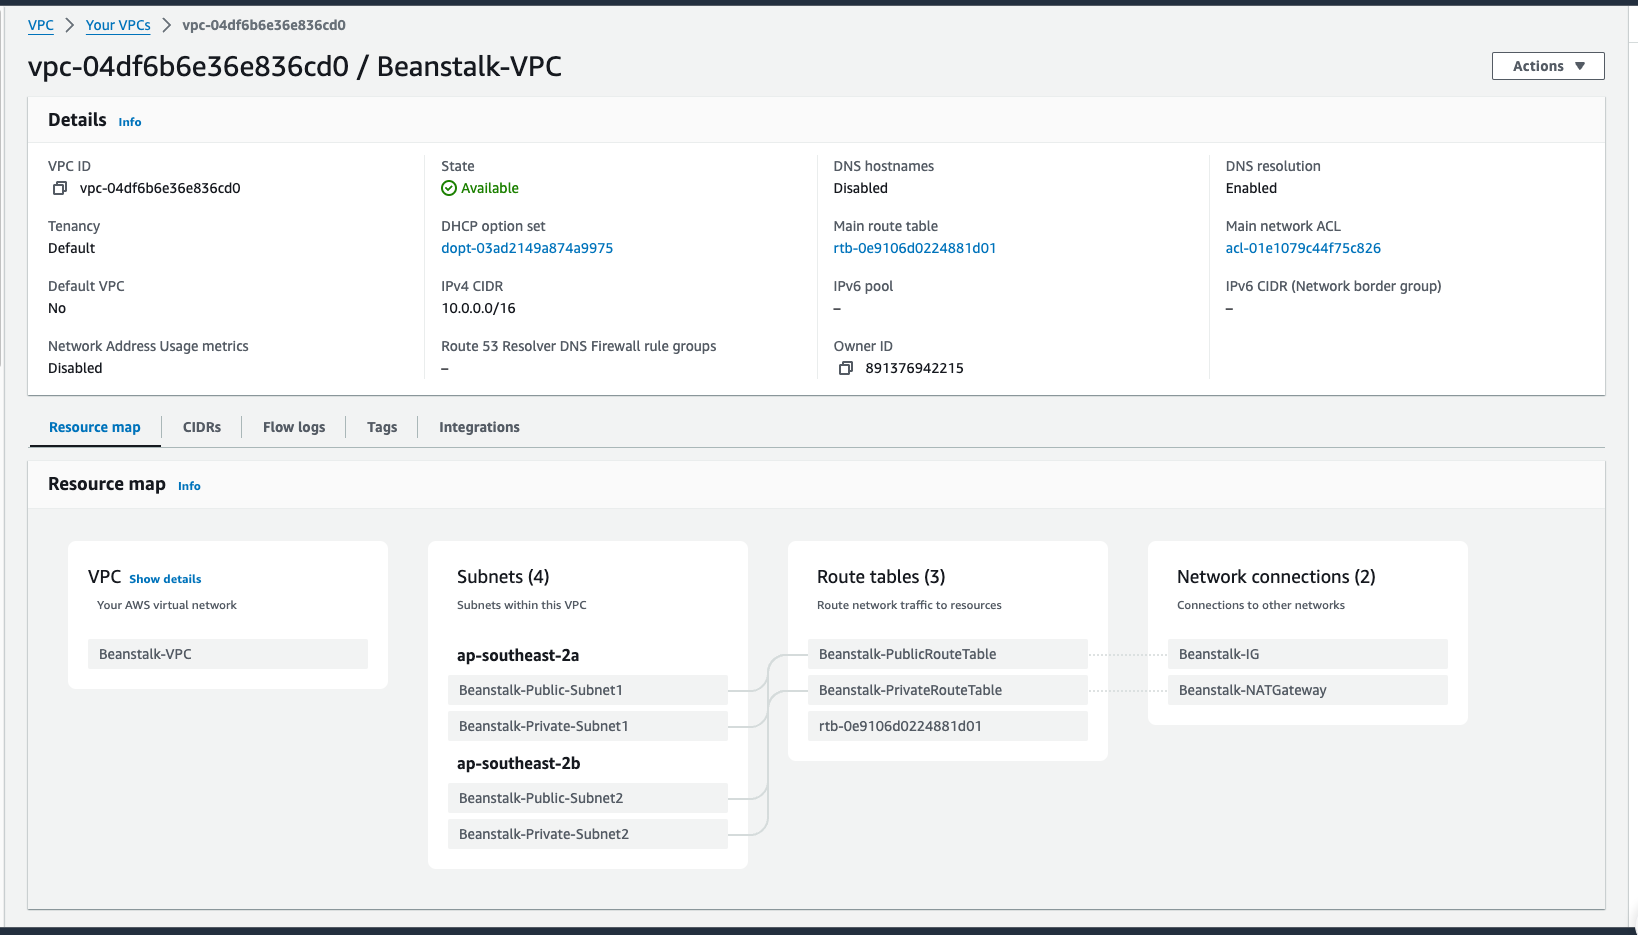 VPC > Your VPCs > vpc-04df6b6e36e836cd0
vpc-04df6b6e36e836cd0 / Beanstalk-VPC
Actions
Details Info
VPC ID
vpc-04df6b6e36e836cd0
State
Available
DNS hostnames
Disabled
DNS resolution
Enabled
Tenancy
Default
DHCP option set
dopt-03ad2149a874a9975
Main route table
rtb-0e9106d0224881d01
Main network ACL
acl-01e1079c44f75c826
Default VPC
No
IPv4 CIDR
10.0.0.0/16
IPv6 pool
–
IPv6 CIDR (Network border group)
–
Network Address Usage metrics
Disabled
Route 53 Resolver DNS Firewall rule groups
–
Owner ID
891376942215
Resource map
CIDRs
Flow logs
Tags
Integrations
Resource map Info
VPC Show details
Your AWS virtual network
Beanstalk-VPC
Subnets (4)
Subnets within this VPC
ap-southeast-2a
Beanstalk-Public-Subnet1
Beanstalk-Private-Subnet1
ap-southeast-2b
Beanstalk-Public-Subnet2
Beanstalk-Private-Subnet2
Route tables (3)
Route network traffic to resources
Beanstalk-PublicRouteTable
Beanstalk-PrivateRouteTable
rtb-0e9106d0224881d01
Network connections (2)
Connections to other networks
Beanstalk-IG
Beanstalk-NATGateway